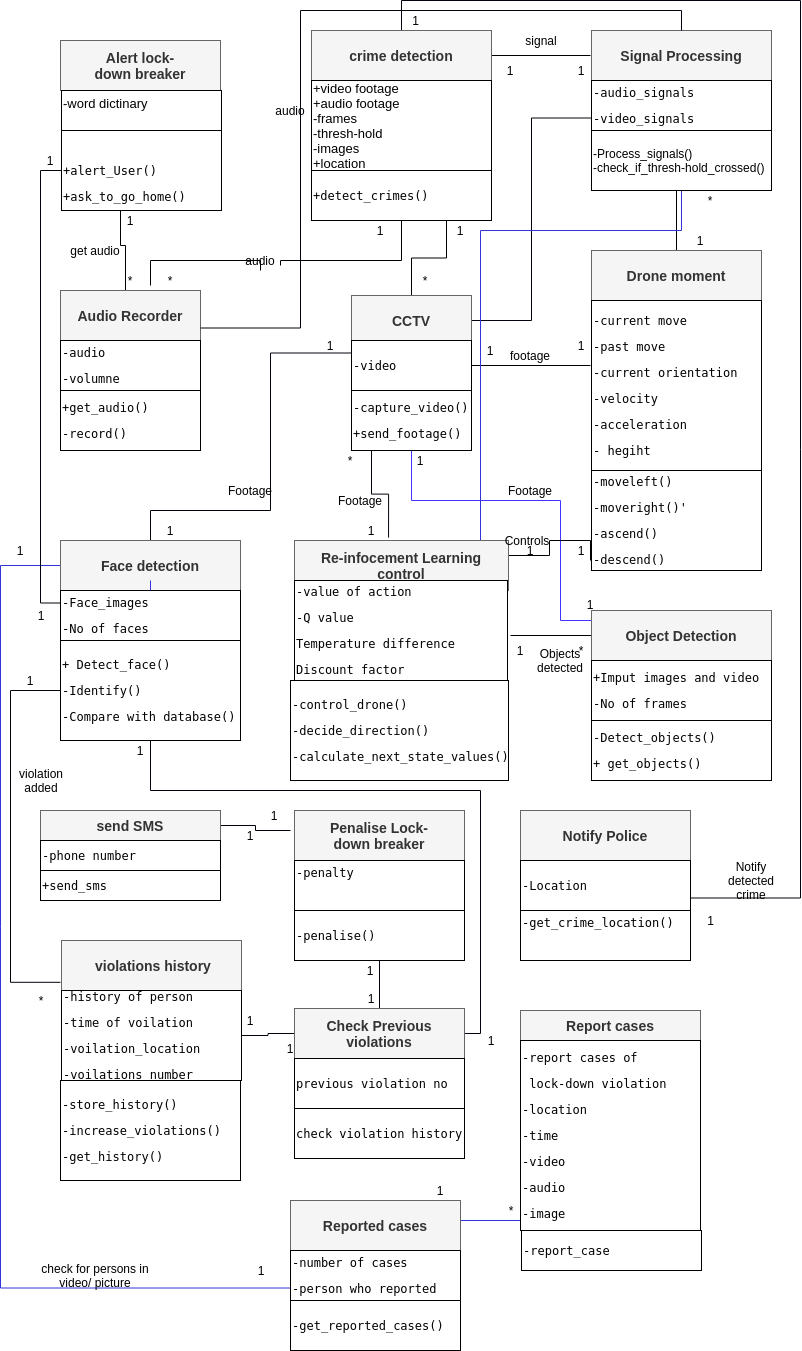 Alert lock-
down breaker
-word dictinary
+alert_User()
+ask_to_go_home()
1
1
get audio
*
*
audio
1
crime detection
+video footage
+audio footage
-frames
-thresh-hold
-images
+location
+detect_crimes()
1
1
audio
*
signal
1
1
Signal Processing
-audio_signals
-video_signals
-Process_signals()
-check_if_thresh-hold_crossed()
*
1
Audio Recorder
-audio
-volumne
+get_audio()
-record()
CCTV
-video
-capture_video()
+send_footage()
1
1
footage
1
*
1
Drone moment
-current move
-past move
-current orientation
-velocity
-acceleration
- hegiht
-moveleft()
-moveright()'
-ascend()
-descend()
Footage
1
Footage
1
Footage
1
Face detection
-Face_images
-No of faces
+ Detect_face()
-Identify()
-Compare with database()
1
1
1
Re-infocement Learning
control
-value of action
-Q value
Temperature difference
Discount factor
-control_drone()
-decide_direction()
-calculate_next_state_values()
Controls
1
1
1
Objects
detected
*
Object Detection
+Imput images and video
-No of frames
-Detect_objects()
+ get_objects()
1
violation
added
send SMS
-phone number
+send_sms
1
1
Penalise Lock-
down breaker
-penalty
-penalise()
1
1
Notify Police
-Location
-get_crime_location()
Notify
detected
crime
1
violations history
-history of person
-time of voilation
-voilation_location
-voilations number
-store_history()
-increase_violations()
-get_history()
*
1
1
Check Previous
violations
previous violation no
check violation history
1
Report cases
-report cases of
lock-down violation
-location
-time
-video
-audio
-image
-report_case
1
*
Reported cases
-number of cases
-person who reported
-get_reported_cases()
check for persons in
video/ picture
1